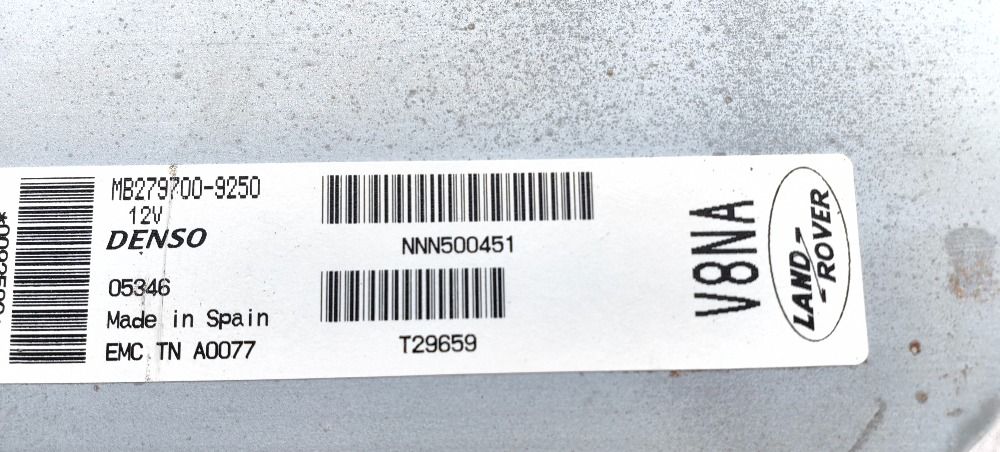 MB279700-9250
12V
DENSO
05346
Made in Spain
EMC TN A0077
NNN500451
T29659
V8NA
LAND
ROVER